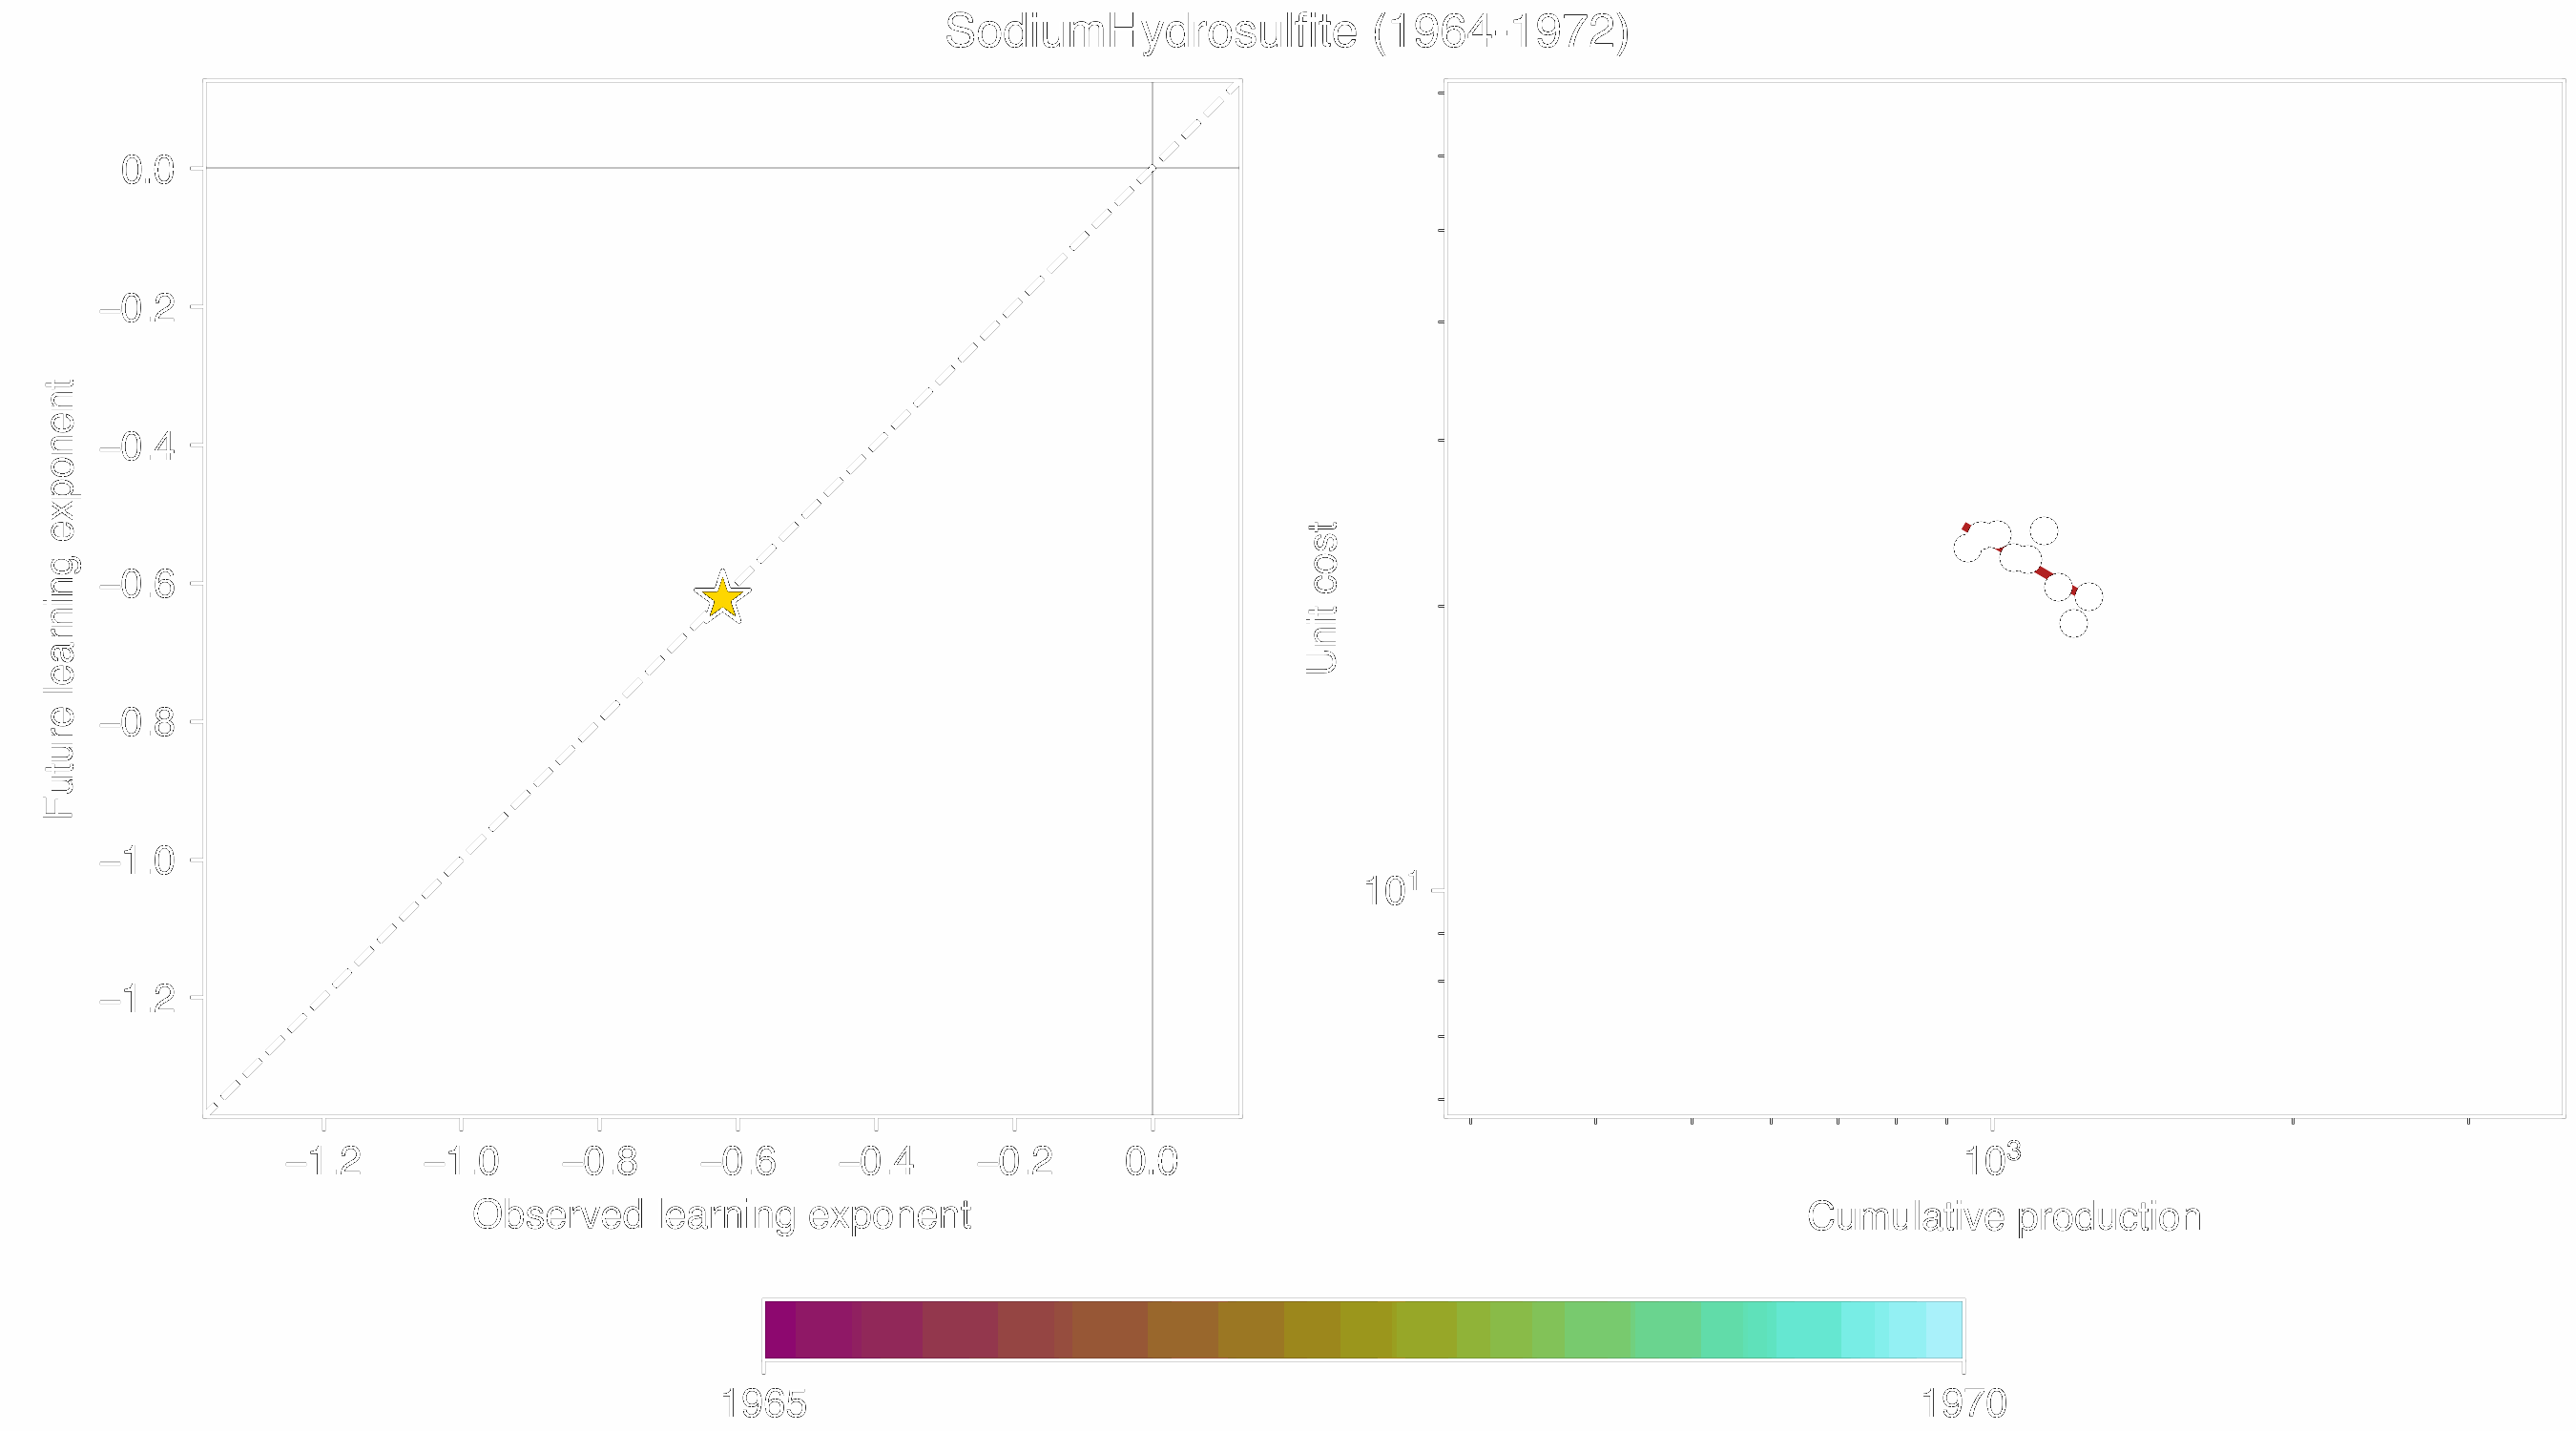 SodiumHydrosulfite (1964-1972)
0.0
−0.2
−0.4
−0.6
−0.8
−1.0
−1.2
Future learning exponent
−1.2 −1.0 −0.8 −0.6 −0.4 −0.2 0.0
Observed learning exponent
Unit cost
10¹
10³
Cumulative production
1965 1970